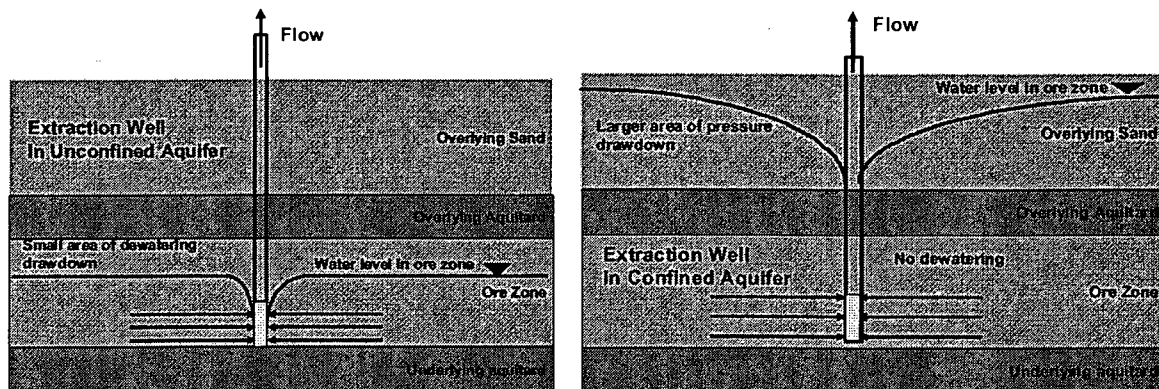 Flow
Extraction Well
In Unconfined Aquifer
Overlying Sand
Overlying Aquitard
Small area of dewatering
drawdown
Water level in ore zone
Ore Zone
Underlying aquitard
Flow
Water level in ore zone
Larger area of pressure
drawdown
Overlying Sand
Overlying Aquitard
Extraction Well
In Confined Aquifer
No dewatering
Ore Zone
Underlying aquitard